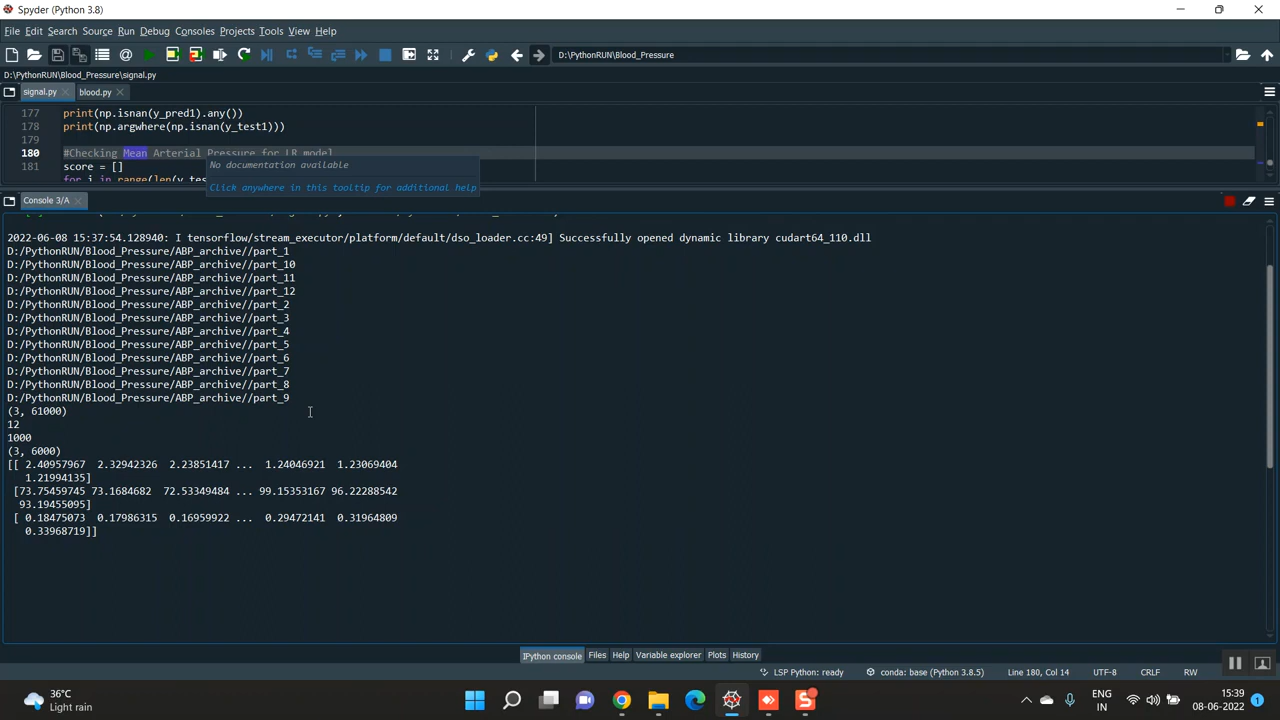 Spyder (Python 3.8)
File Edit Search Source Run Debug Consoles Projects Tools View Help
D:\PythonRUN\Blood_Pressure
D:\PythonRUN\Blood_Pressure\signal.py
signal.py blood.py
177 print(np.isnan(y_pred1).any())
178 print(np.argwhere(np.isnan(y_test1)))
179
180 #Checking Mean Arterial Pressure for LR model
No documentation available
181 score = []
for i in range(len(y_tes
Click anywhere in this tooltip for additional help
Console 3/A
2022-06-08 15:37:54.128940: I tensorflow/stream_executor/platform/default/dso_loader.cc:49] Successfully opened dynamic library cudart64_110.dll
D:/PythonRUN/Blood_Pressure/ABP_archive//part_1
D:/PythonRUN/Blood_Pressure/ABP_archive//part_10
D:/PythonRUN/Blood_Pressure/ABP_archive//part_11
D:/PythonRUN/Blood_Pressure/ABP_archive//part_12
D:/PythonRUN/Blood_Pressure/ABP_archive//part_2
D:/PythonRUN/Blood_Pressure/ABP_archive//part_3
D:/PythonRUN/Blood_Pressure/ABP_archive//part_4
D:/PythonRUN/Blood_Pressure/ABP_archive//part_5
D:/PythonRUN/Blood_Pressure/ABP_archive//part_6
D:/PythonRUN/Blood_Pressure/ABP_archive//part_7
D:/PythonRUN/Blood_Pressure/ABP_archive//part_8
D:/PythonRUN/Blood_Pressure/ABP_archive//part_9
(3, 61000)
12
1000
(3, 6000)
[[ 2.40957967 2.32942326 2.23851417 ... 1.24046921 1.23069404
1.21994135]
[73.75459745 73.1684682 72.53349484 ... 99.15353167 96.22288542
93.19455095]
[ 0.18475073 0.17986315 0.16959922 ... 0.29472141 0.31964809
0.33968719]]
IPython console Files Help Variable explorer Plots History
LSP Python: ready conda: base (Python 3.8.5) Line 180, Col 14 UTF-8 CRLF RW
36°C
Light rain
ENG
IN
15:39
08-06-2022
1